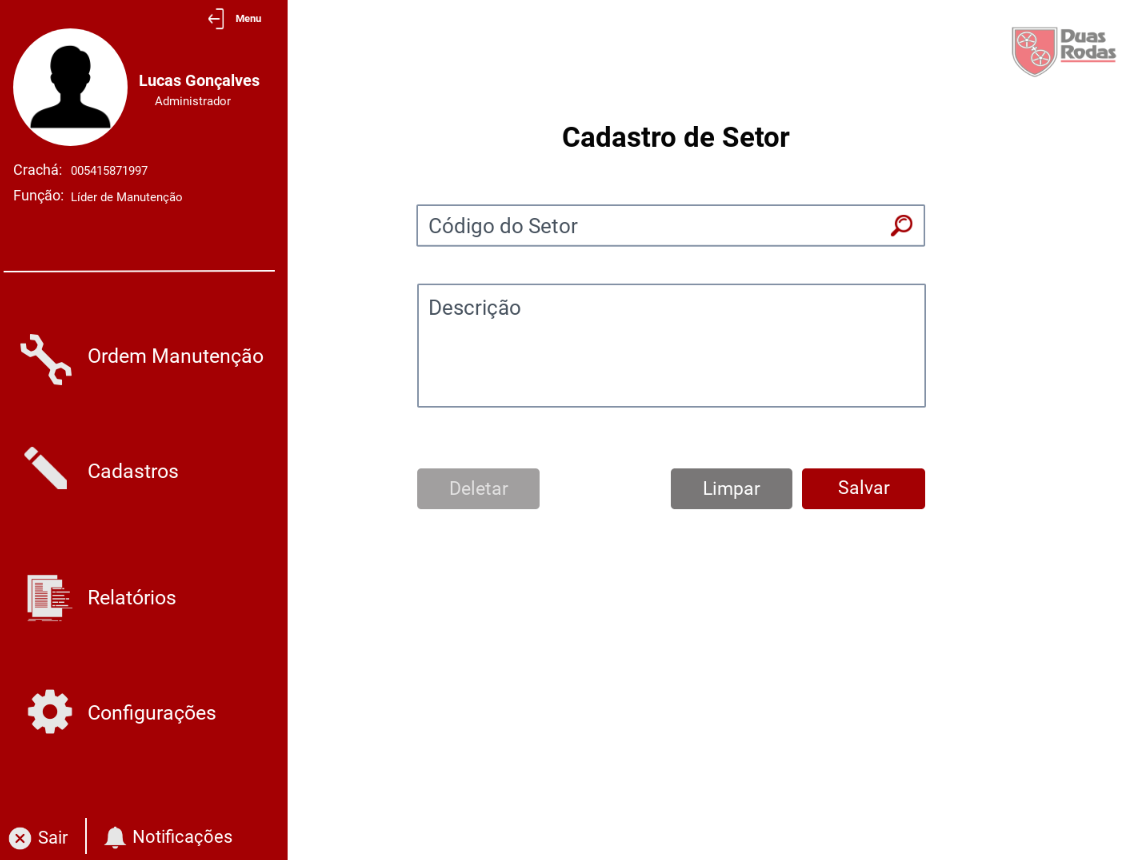 Menu
Lucas Gonçalves
Administrador
Crachá: 005415871997
Função: Líder de Manutenção
Ordem Manutenção
Cadastros
Relatórios
Configurações
Sair
Notificações
Duas
Rodas
Cadastro de Setor
Código do Setor
Descrição
Deletar
Limpar
Salvar